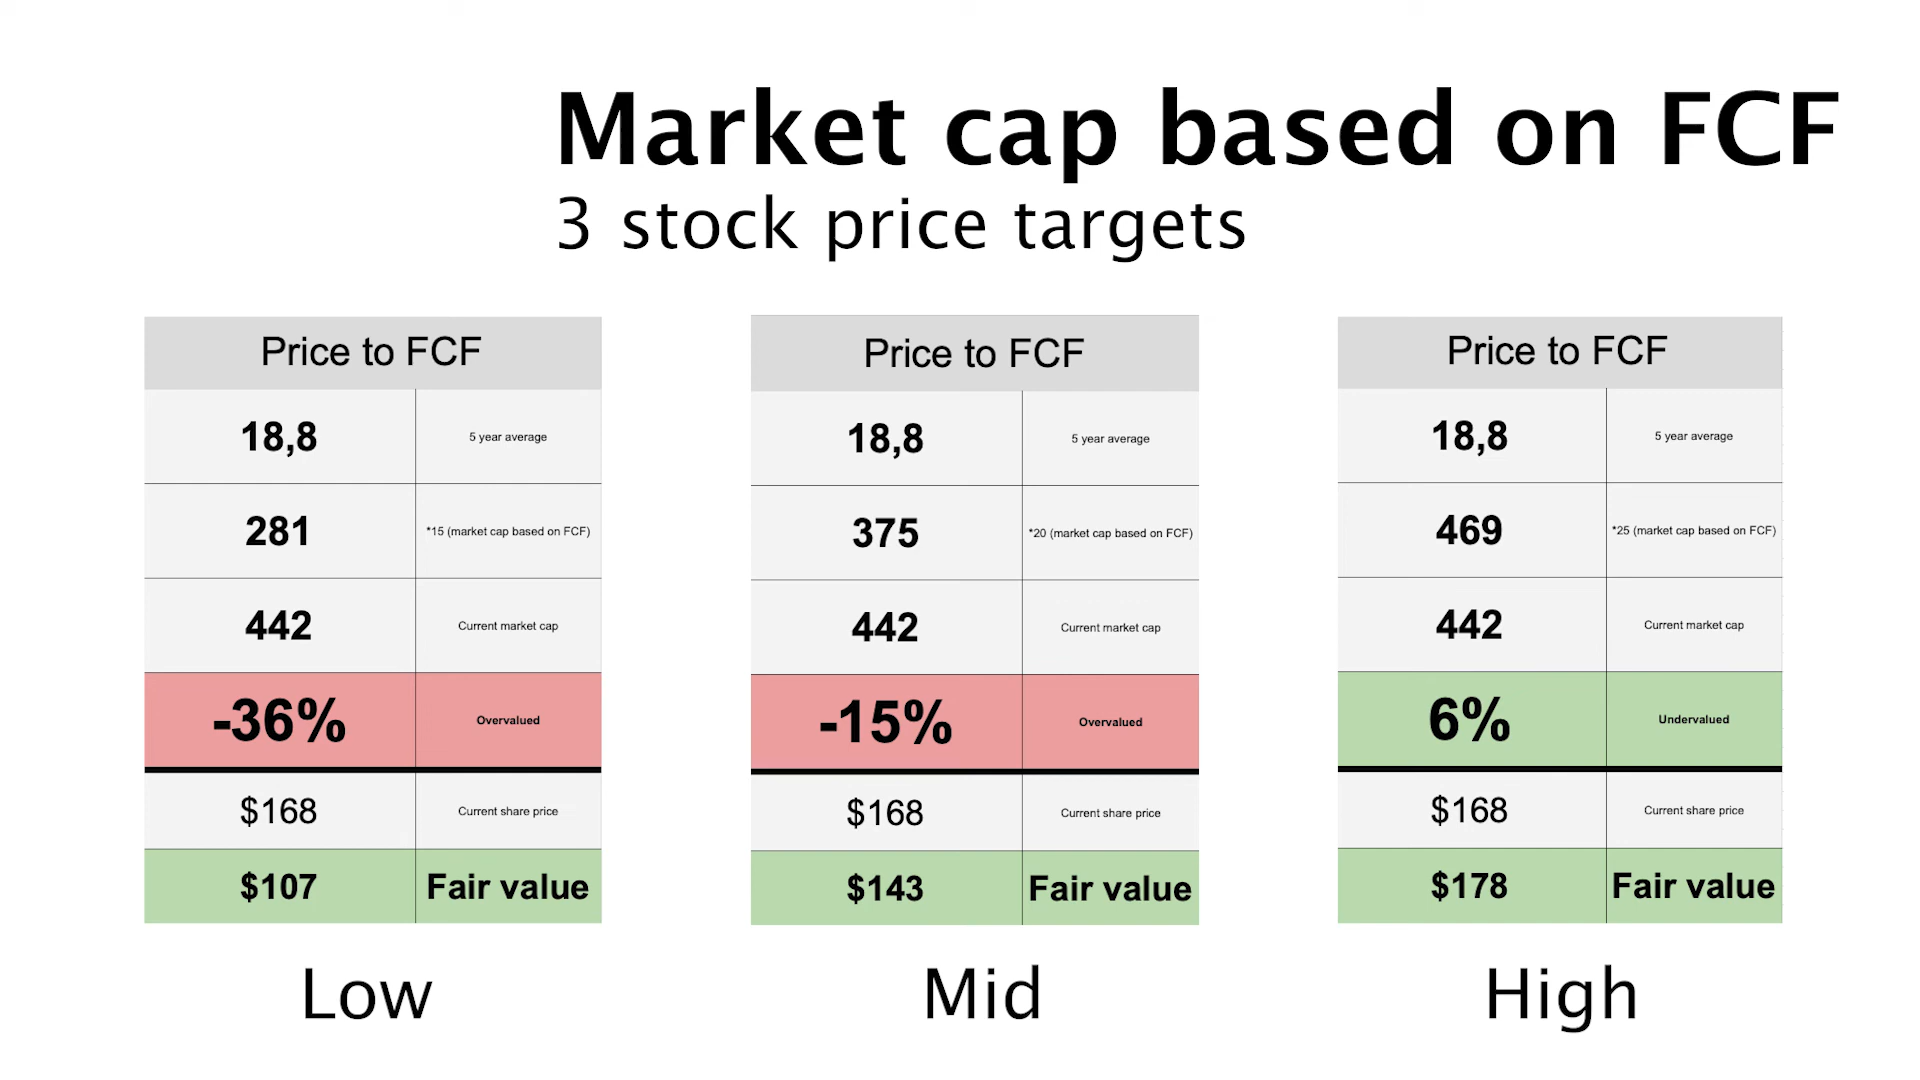 Market cap based on FCF
3 stock price targets
Price to FCF
18,8 5 year average
281 *15 (market cap based on FCF)
442 Current market cap
-36% Overvalued
$168 Current share price
$107 Fair value
Low
Price to FCF
18,8 5 year average
375 *20 (market cap based on FCF)
442 Current market cap
-15% Overvalued
$168 Current share price
$143 Fair value
Mid
Price to FCF
18,8 5 year average
469 *25 (market cap based on FCF)
442 Current market cap
6% Undervalued
$168 Current share price
$178 Fair value
High